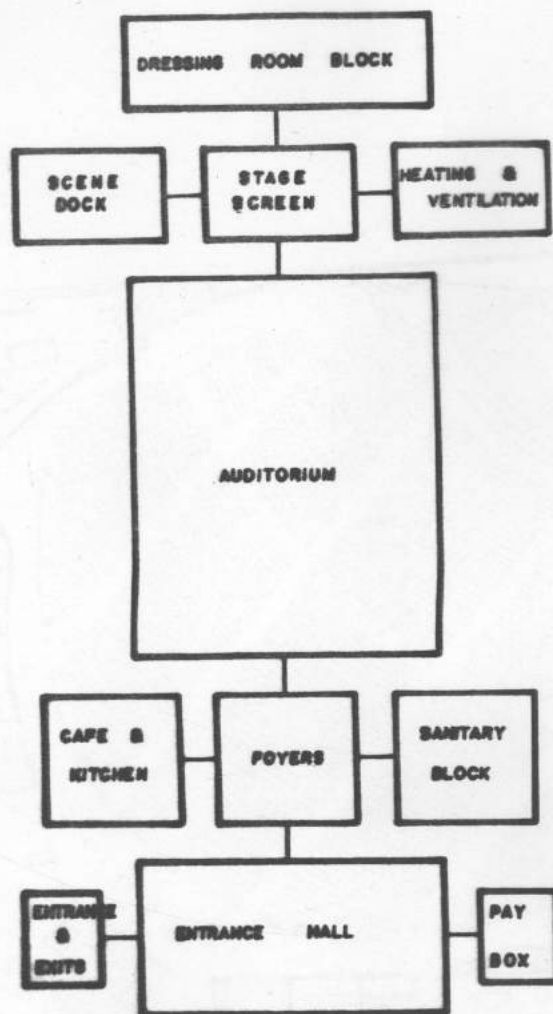 DRESSING ROOM BLOCK
SCENE
DOCK
STAGE
SCREEN
HEATING &
VENTILATION
AUDITORIUM
CAFE &
KITCHEN
FOYERS
SANITARY
BLOCK
ENTRANCE
&
EXITS
ENTRANCE HALL
PAY
BOX